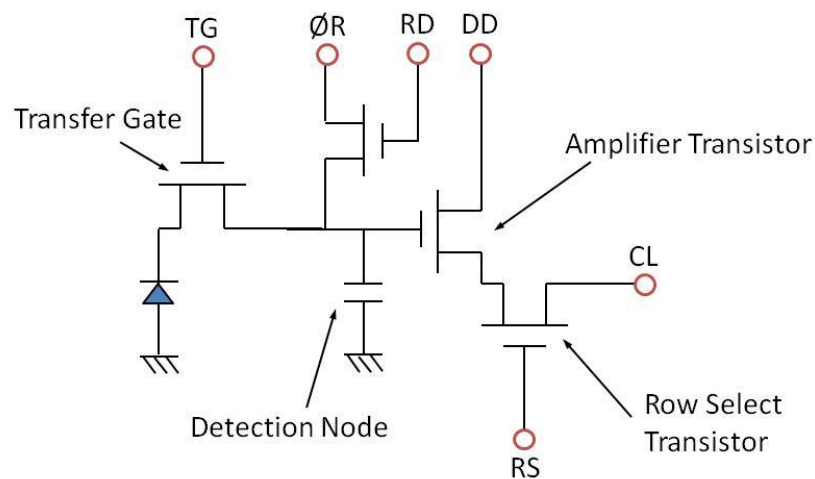 TG
ØR
RD
DD
Transfer Gate
Amplifier Transistor
CL
Detection Node
Row Select
Transistor
RS